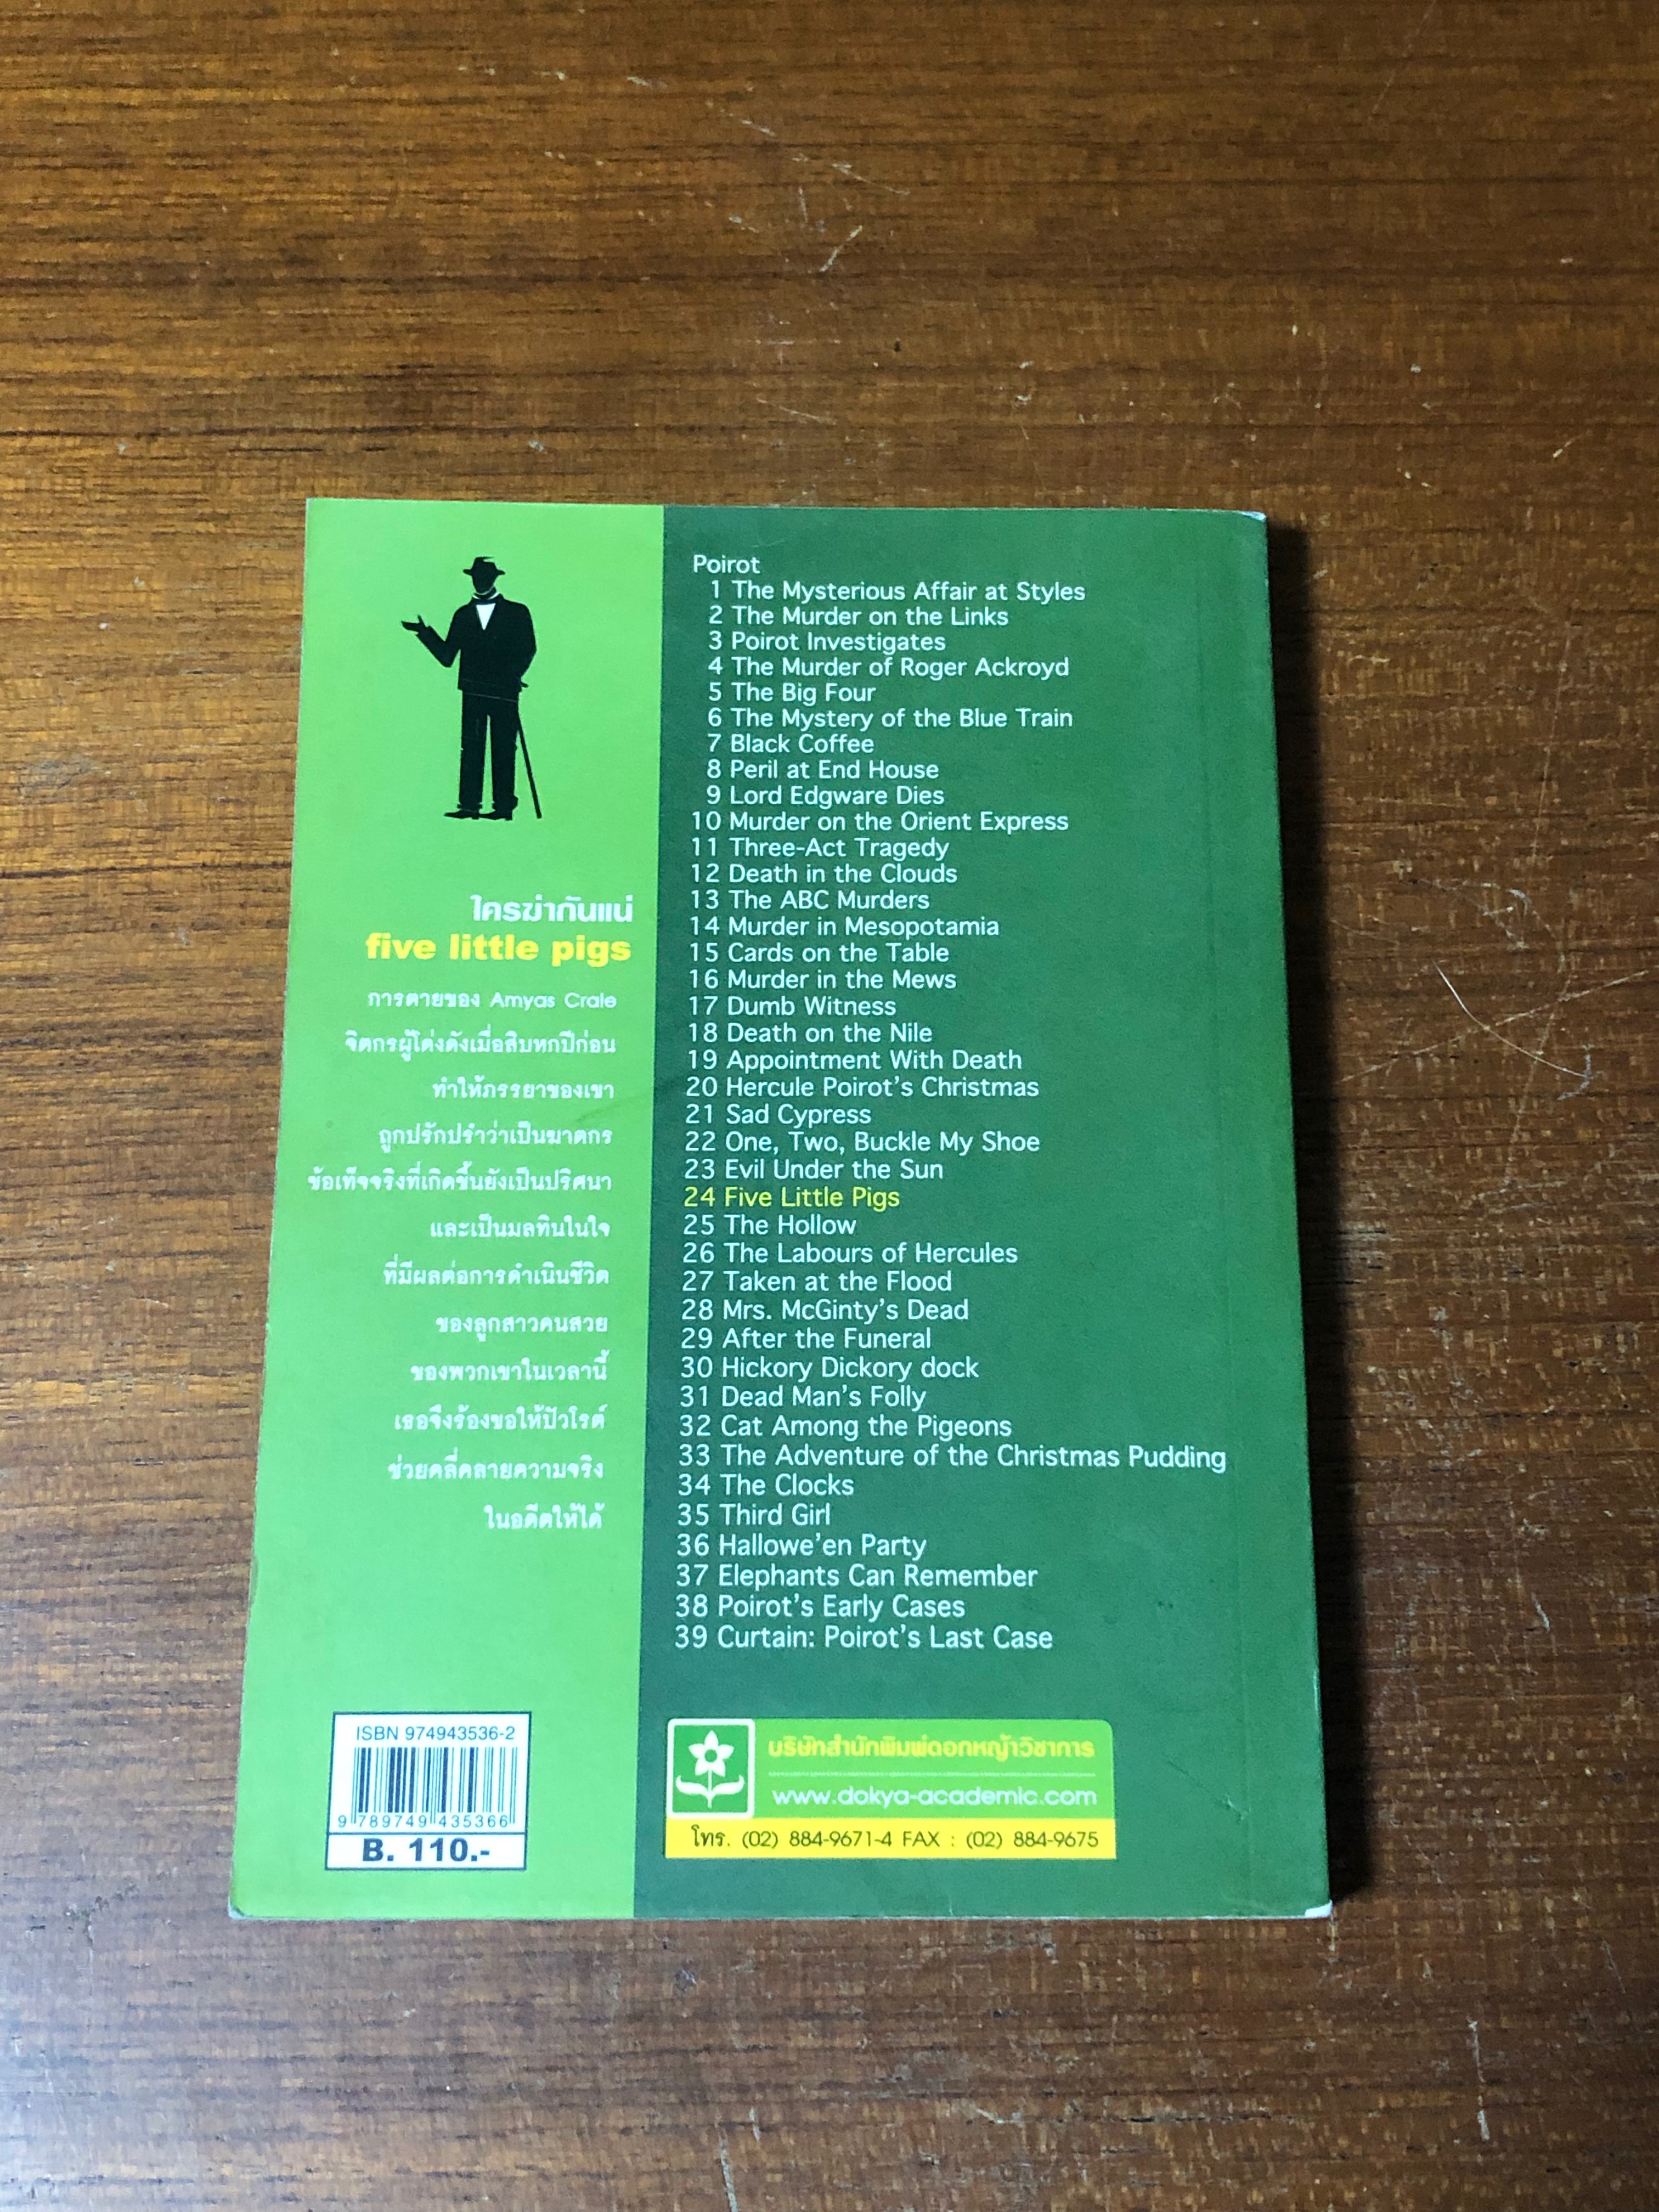 ใครฆ่ากันแน่
five little pigs
การตายของ Amyas Crale
จิตกรผู้โด่งดังเมื่อสิบหกปีก่อน
ทำให้ภรรยาของเขา
ถูกปรักปรำว่าเป็นฆาตกร
ข้อเท็จจริงที่เกิดขึ้นยังเป็นปริศนา
และเป็นมลทินในใจ
ที่มีผลต่อการดำเนินชีวิต
ของลูกสาวคนสวย
ของพวกเขาในเวลานี้
เธอจึงร้องขอให้ปัวโรต์
ช่วยคลี่คลายความจริง
ในอดีตให้ได้
ISBN 974943536-2
9 789749 435366
B. 110.-
Poirot
1 The Mysterious Affair at Styles
2 The Murder on the Links
3 Poirot Investigates
4 The Murder of Roger Ackroyd
5 The Big Four
6 The Mystery of the Blue Train
7 Black Coffee
8 Peril at End House
9 Lord Edgware Dies
10 Murder on the Orient Express
11 Three-Act Tragedy
12 Death in the Clouds
13 The ABC Murders
14 Murder in Mesopotamia
15 Cards on the Table
16 Murder in the Mews
17 Dumb Witness
18 Death on the Nile
19 Appointment With Death
20 Hercule Poirot's Christmas
21 Sad Cypress
22 One, Two, Buckle My Shoe
23 Evil Under the Sun
24 Five Little Pigs
25 The Hollow
26 The Labours of Hercules
27 Taken at the Flood
28 Mrs. McGinty's Dead
29 After the Funeral
30 Hickory Dickory dock
31 Dead Man's Folly
32 Cat Among the Pigeons
33 The Adventure of the Christmas Pudding
34 The Clocks
35 Third Girl
36 Hallowe'en Party
37 Elephants Can Remember
38 Poirot's Early Cases
39 Curtain: Poirot's Last Case
บริษัทสำนักพิมพ์ดอกหญ้าวิชาการ
www.dokya-academic.com
โทร. (02) 884-9671-4 FAX : (02) 884-9675